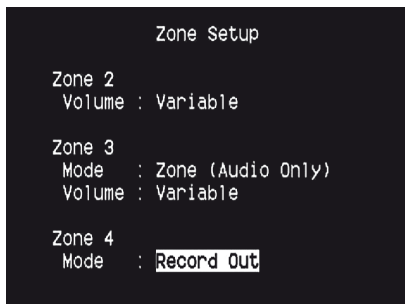 Zone Setup
Zone 2
Volume : Variable
Zone 3
Mode : Zone (Audio Only)
Volume : Variable
Zone 4
Mode : Record Out